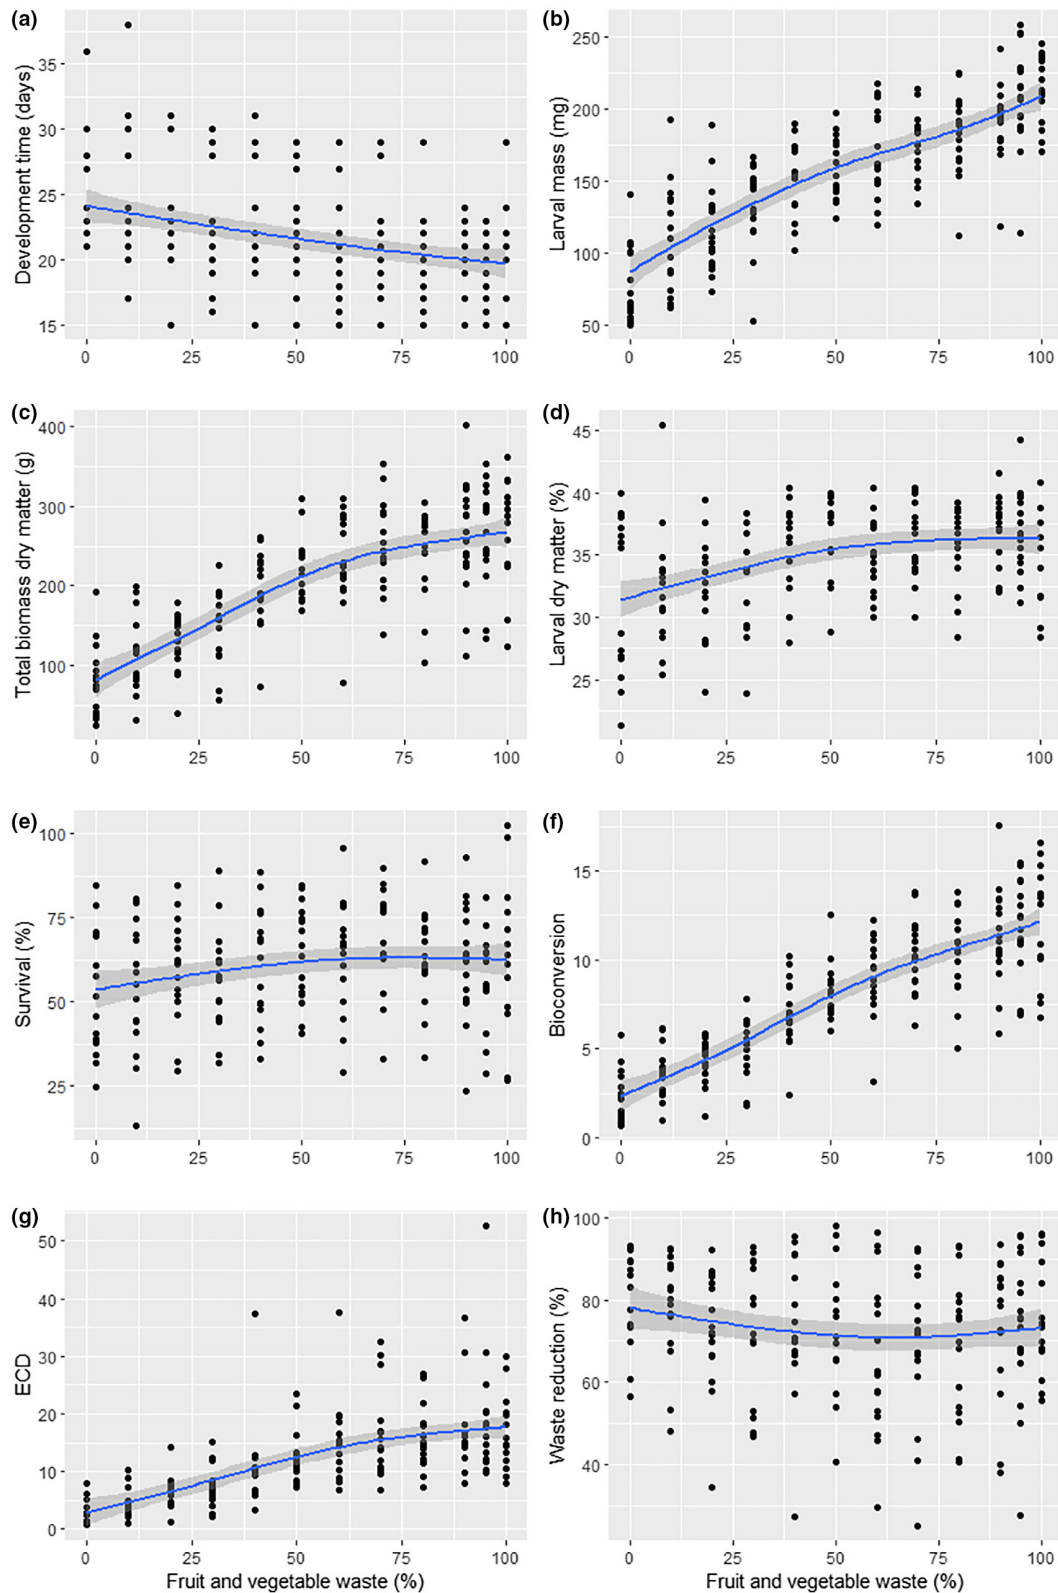 (a)
Development time (days)
35
30
25
20
15
0 25 50 75 100
(b)
Larval mass (mg)
250
200
150
100
50
0 25 50 75 100
(c)
Total biomass dry matter (g)
400
300
200
100
0 25 50 75 100
(d)
Larval dry matter (%)
45
40
35
30
25
0 25 50 75 100
(e)
Survival (%)
100
75
50
25
0 25 50 75 100
(f)
Bioconversion
15
10
5
0
0 25 50 75 100
(g)
ECD
50
40
30
20
10
0
0 25 50 75 100
Fruit and vegetable waste (%)
(h)
Waste reduction (%)
100
80
60
40
0 25 50 75 100
Fruit and vegetable waste (%)